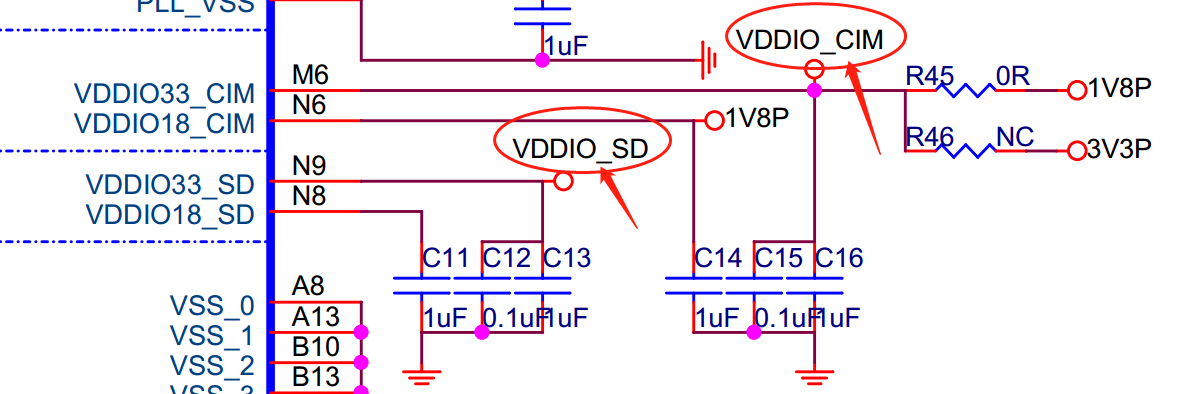 PLL_VSS
1uF
VDDIO_CIM
M6
R45 0R
VDDIO33_CIM
1V8P
N6
VDDIO18_CIM
1V8P
R46 NC
VDDIO_SD
3V3P
N9
VDDIO33_SD
N8
VDDIO18_SD
C11 C12 C13 C14 C15 C16
A8
VSS_0
1uF 0.1uF 1uF 1uF 0.1uF 1uF
A13
VSS_1
B10
VSS_2
B13
VSS_3